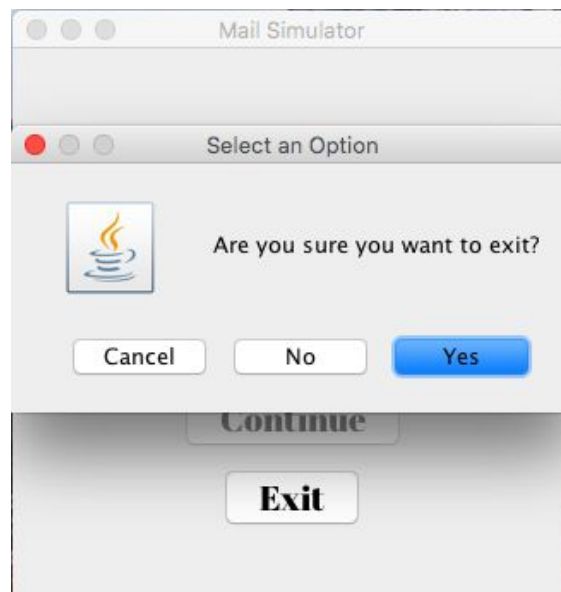 Mail Simulator
Select an Option
Are you sure you want to exit?
Cancel No Yes
Continue
Exit